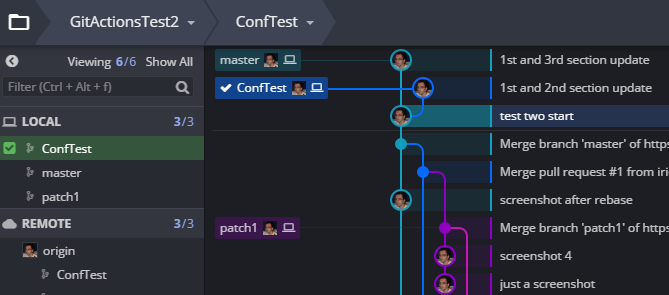 GitActionsTest2 ConfTest
Viewing 6/6 Show All
Filter (Ctrl + Alt + f)
LOCAL 3/3
ConfTest
master
patch1
REMOTE 3/3
origin
ConfTest
master 1st and 3rd section update
ConfTest 1st and 2nd section update
test two start
Merge branch 'master' of https
Merge pull request #1 from iri
screenshot after rebase
patch1 Merge branch 'patch1' of https
screenshot 4
just a screenshot